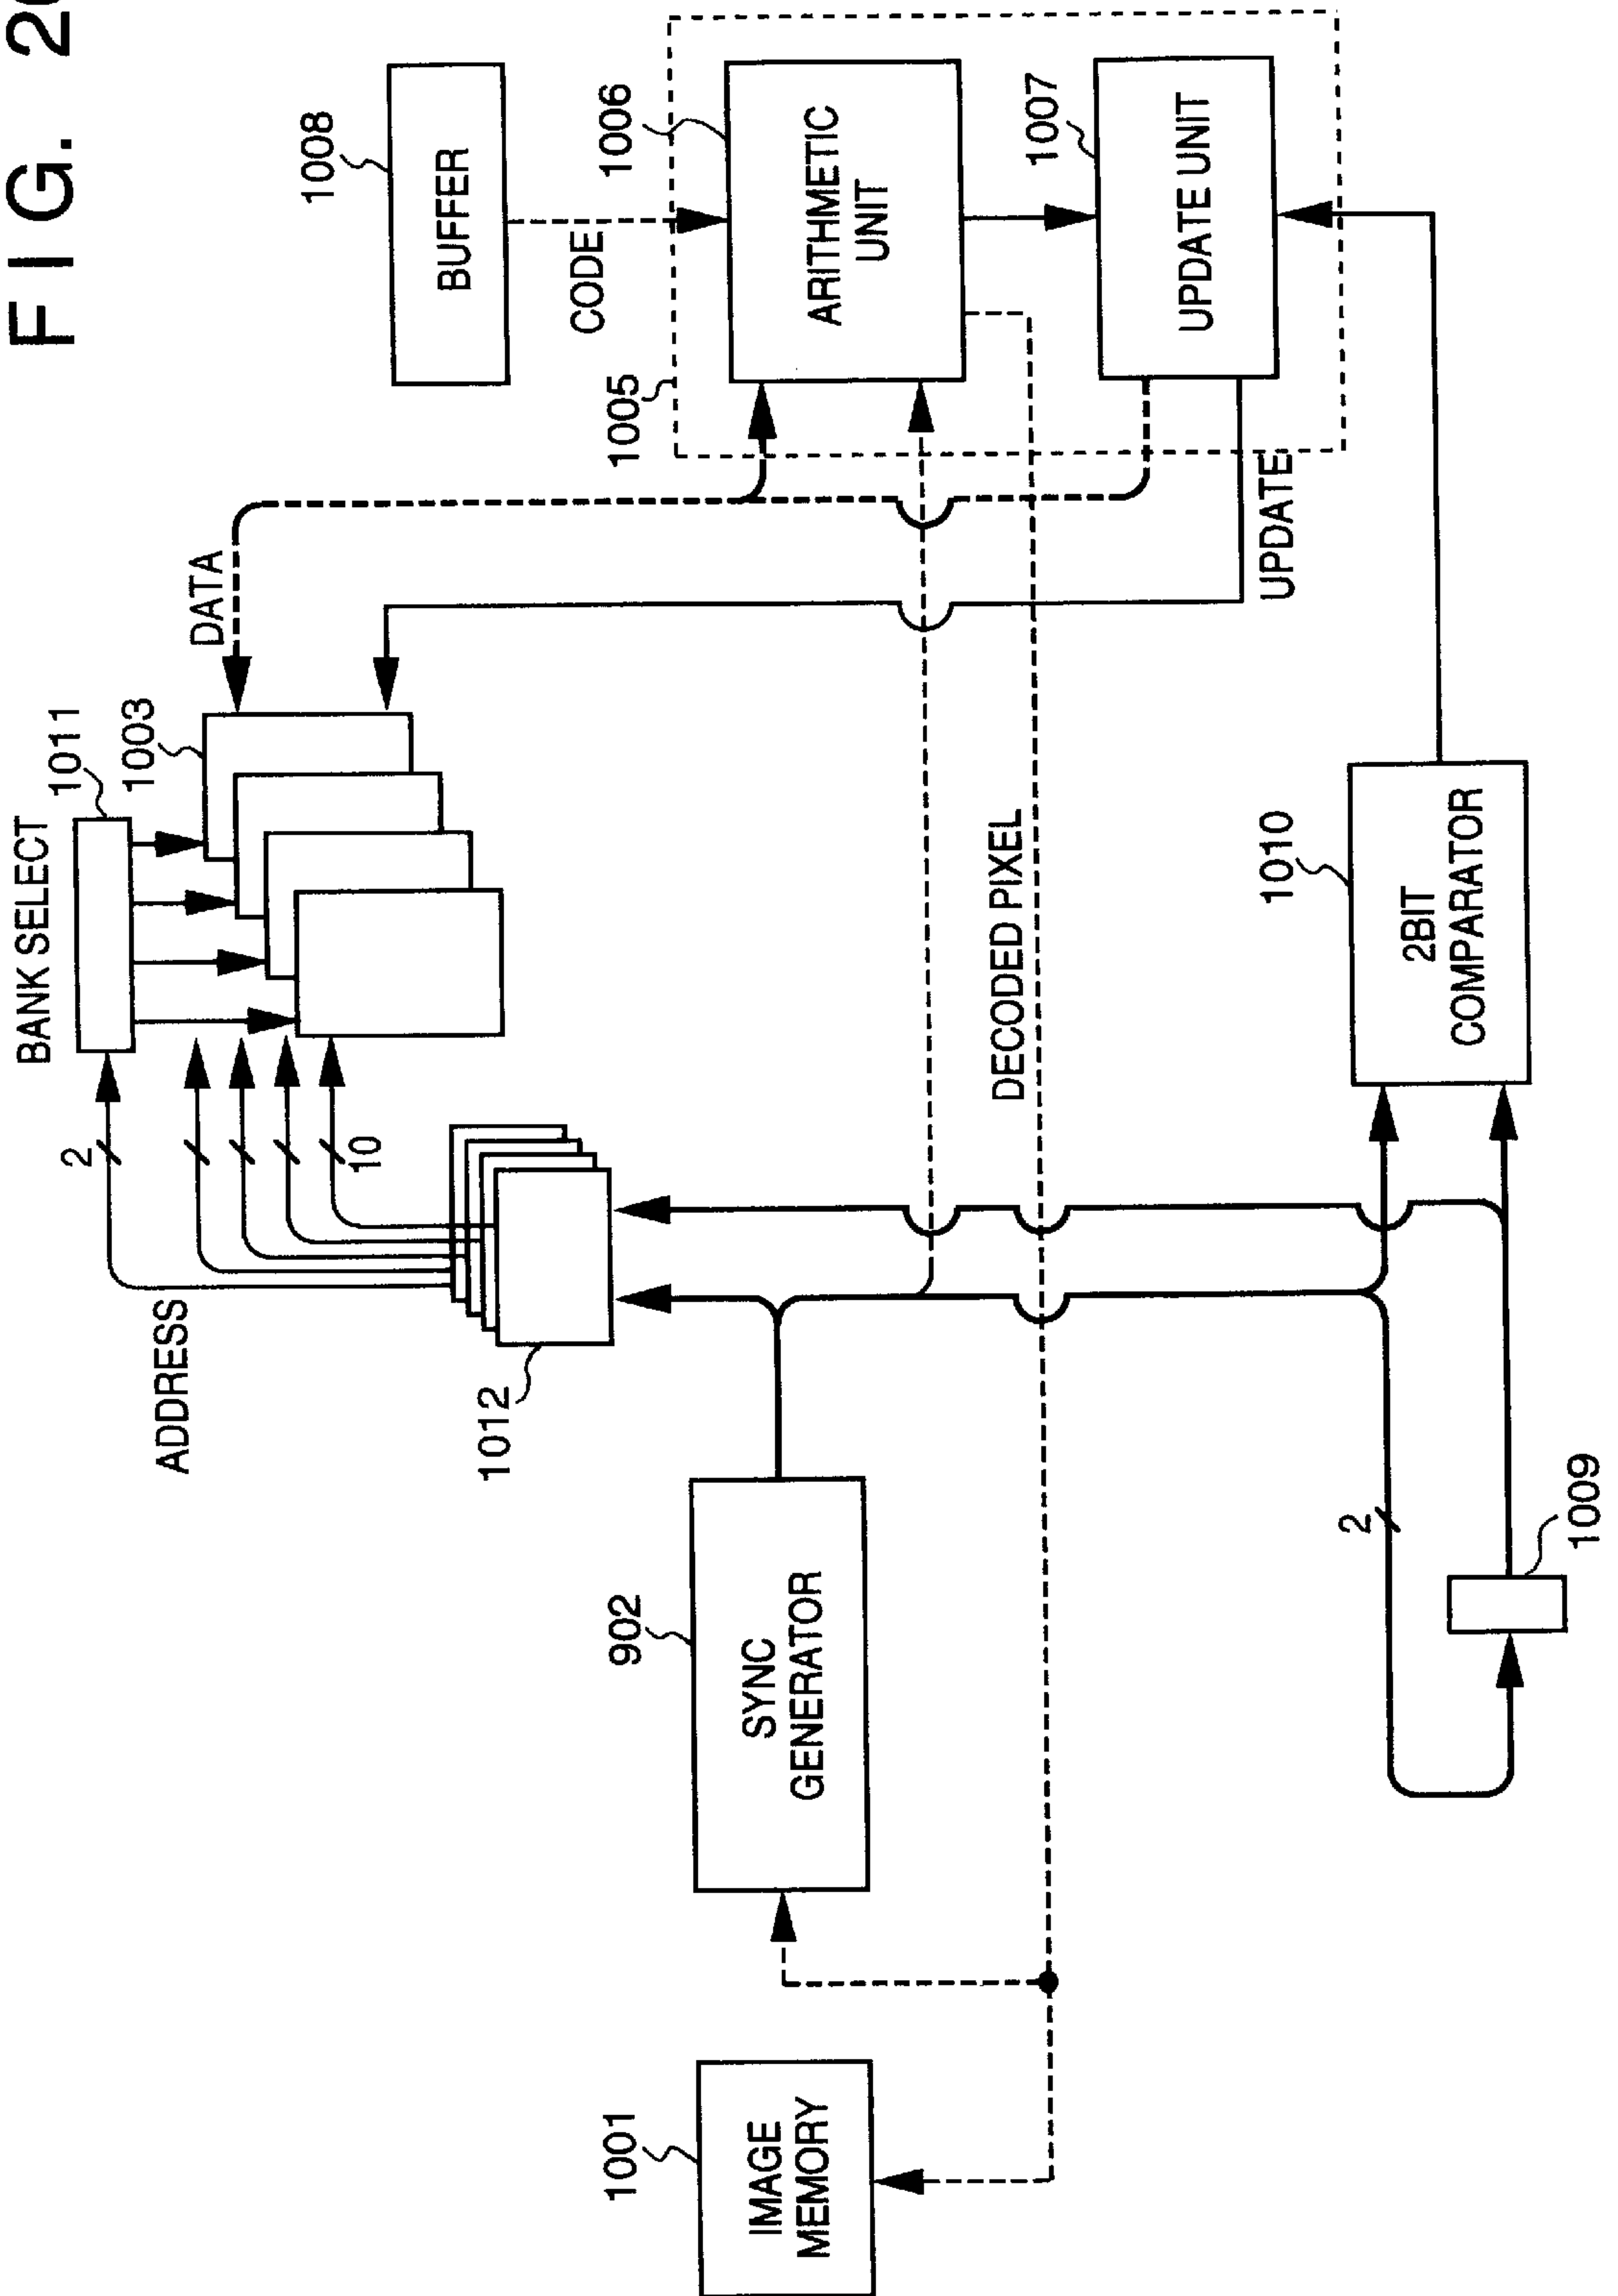 F I G. 2
BANK SELECT
1011
1003
2
ADDRESS
DATA
10
1008
BUFFER
1012
CODE
1001
IMAGE
MEMORY
902
SYNC
GENERATOR
1005
1006
ARITHMETIC
UNIT
DECODED PIXEL
1007
UPDATE UNIT
UPDATE
1010
2BIT
COMPARATOR
2
1009